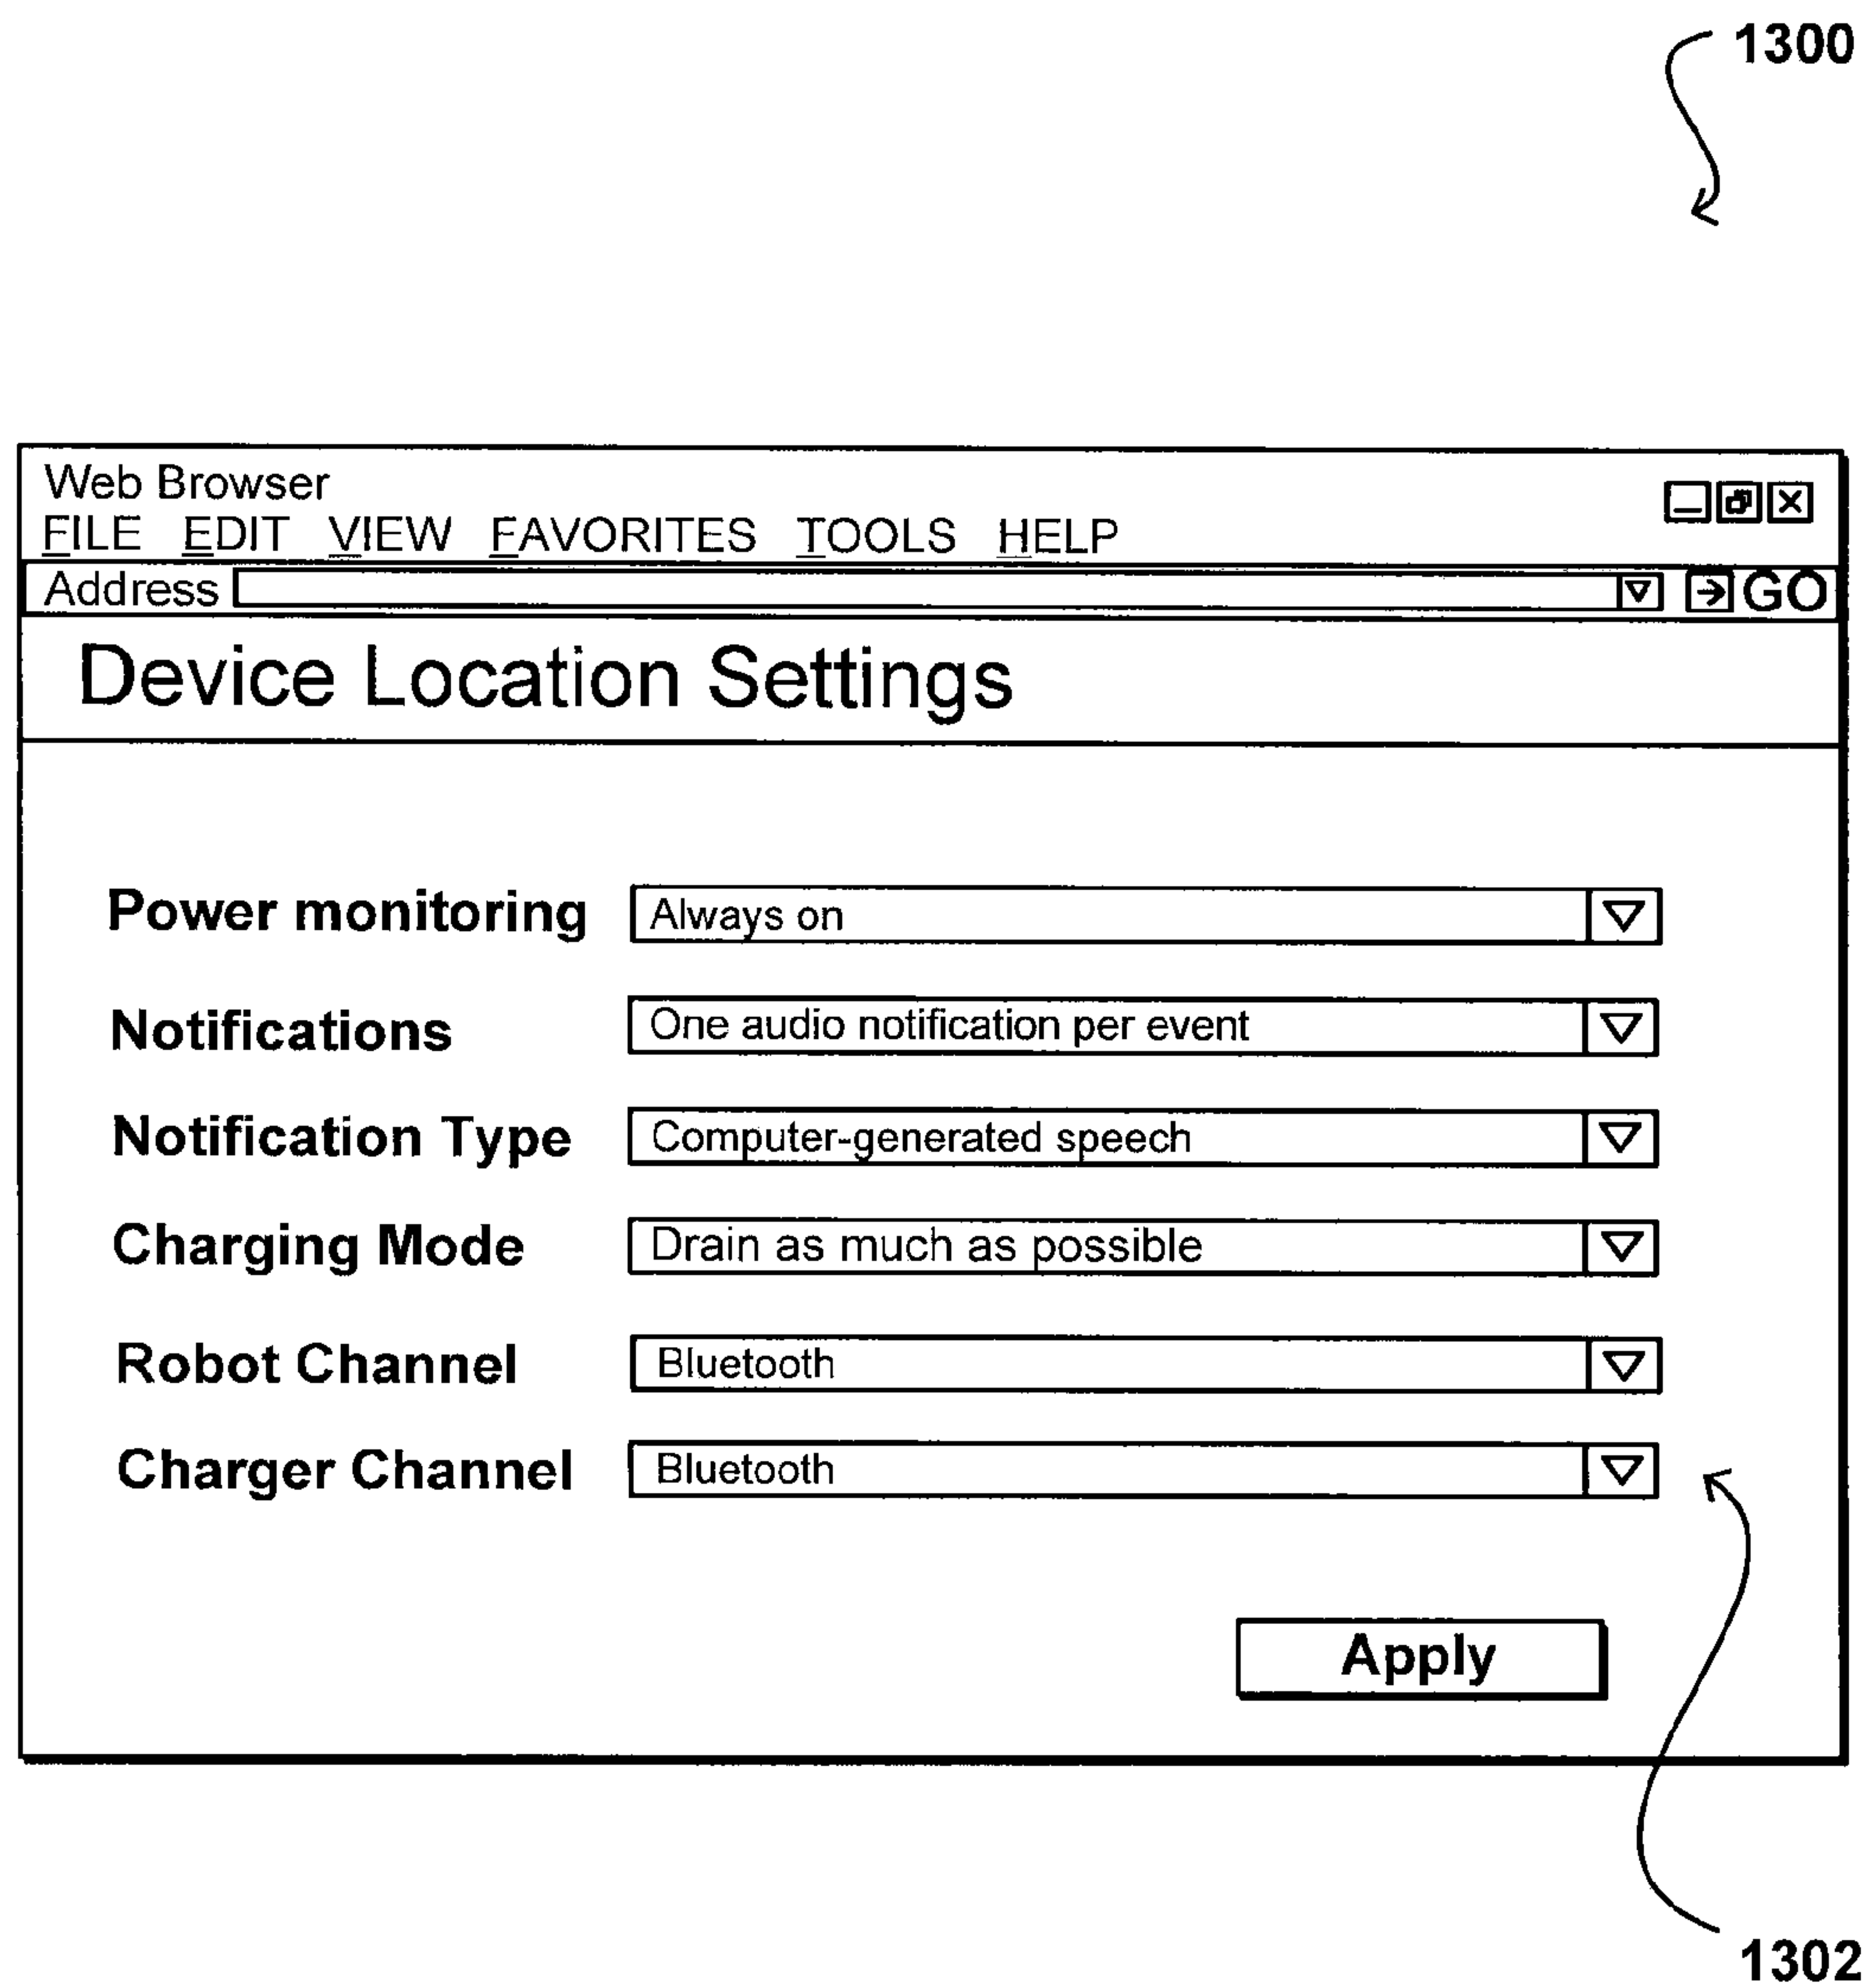 1300
Web Browser
FILE EDIT VIEW FAVORITES TOOLS HELP
Address GO
Device Location Settings
Power monitoring Always on
Notifications One audio notification per event
Notification Type Computer-generated speech
Charging Mode Drain as much as possible
Robot Channel Bluetooth
Charger Channel Bluetooth
Apply
1302